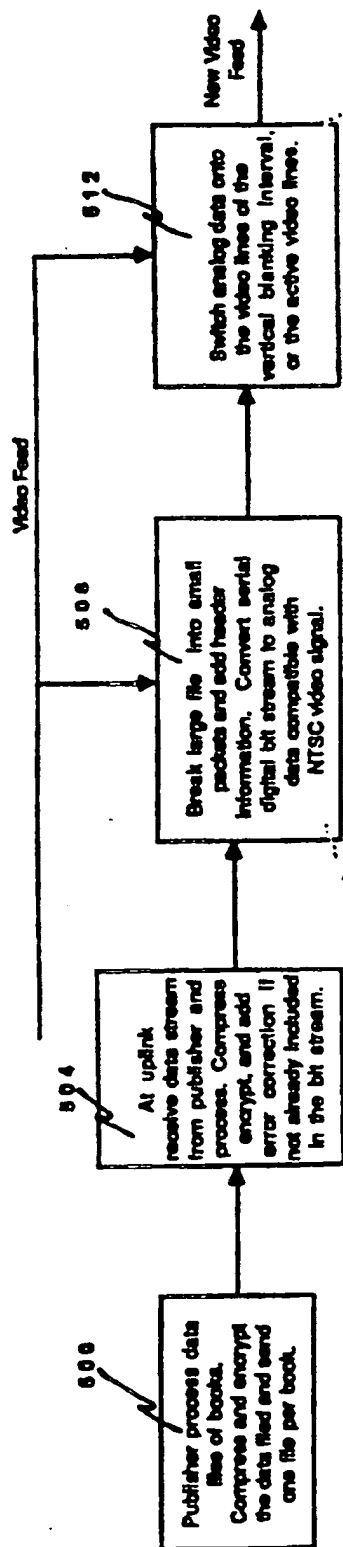 500
Publisher process data
files of books.
Compress and encrypt
the data filed and send
one file per book.
504
At uplink
receive data stream
from publisher and
process. Compress
encrypt, and add
error correction if
not already included
in the bit stream.
Video Feed
508
Break large file into small
packets and add header
information. Convert serial
digital bit stream to analog
data compatible with
NTSC video signal.
512
Switch analog data onto
the video lines of the
vertical blanking interval,
or the active video lines.
New Video
Feed